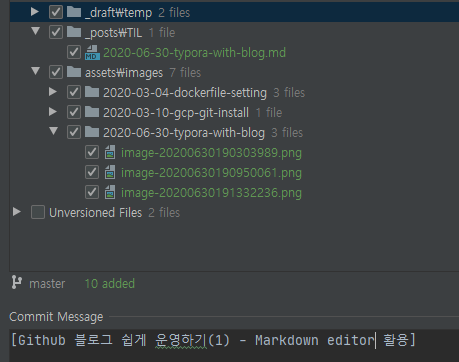 _draft₩temp 2 files
_posts₩TIL 1 file
MD 2020-06-30-typora-with-blog.md
assets₩images 7 files
2020-03-04-dockerfile-setting 3 files
2020-03-10-gcp-git-install 1 file
2020-06-30-typora-with-blog 3 files
image-20200630190303989.png
image-20200630190950061.png
image-20200630191332236.png
Unversioned Files 2 files
master 10 added
Commit Message
[Github 블로그 쉽게 운영하기(1) - Markdown editor 활용]